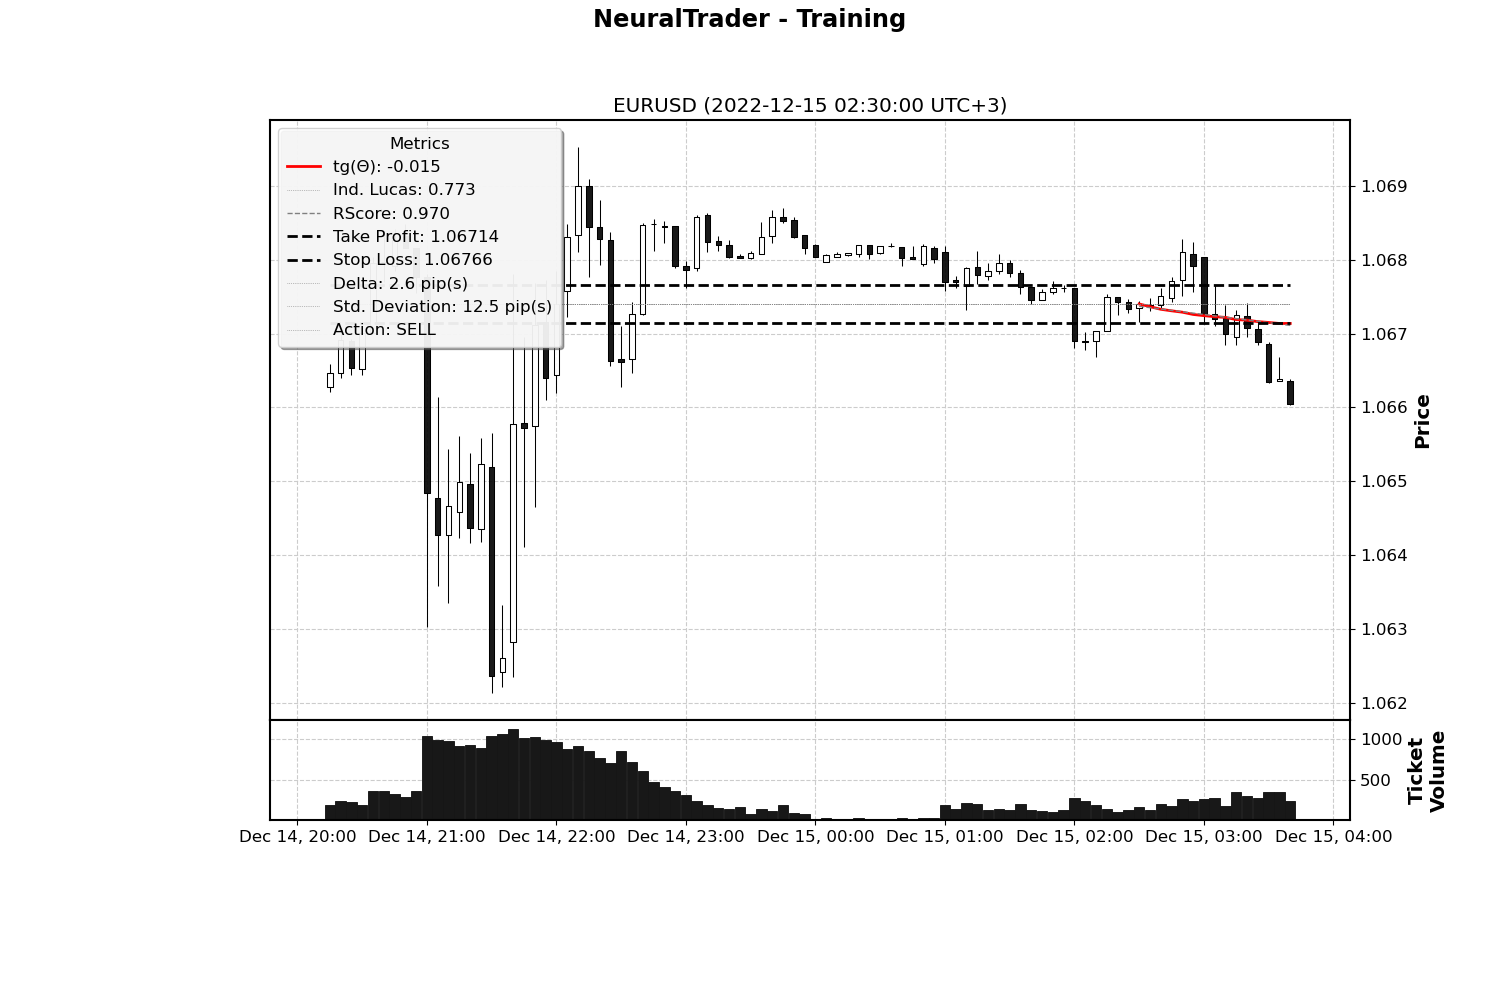 NeuralTrader - Training
EURUSD (2022-12-15 02:30:00 UTC+3)
Metrics
tg(Θ): -0.015
Ind. Lucas: 0.773
RScore: 0.970
Take Profit: 1.06714
Stop Loss: 1.06766
Delta: 2.6 pip(s)
Std. Deviation: 12.5 pip(s)
Action: SELL
1.069
1.068
1.067
1.066
1.065
1.064
1.063
1.062
Price
1000
500
Ticket
Volume
Dec 14, 20:00
Dec 14, 21:00
Dec 14, 22:00
Dec 14, 23:00
Dec 15, 00:00
Dec 15, 01:00
Dec 15, 02:00
Dec 15, 03:00
Dec 15, 04:00